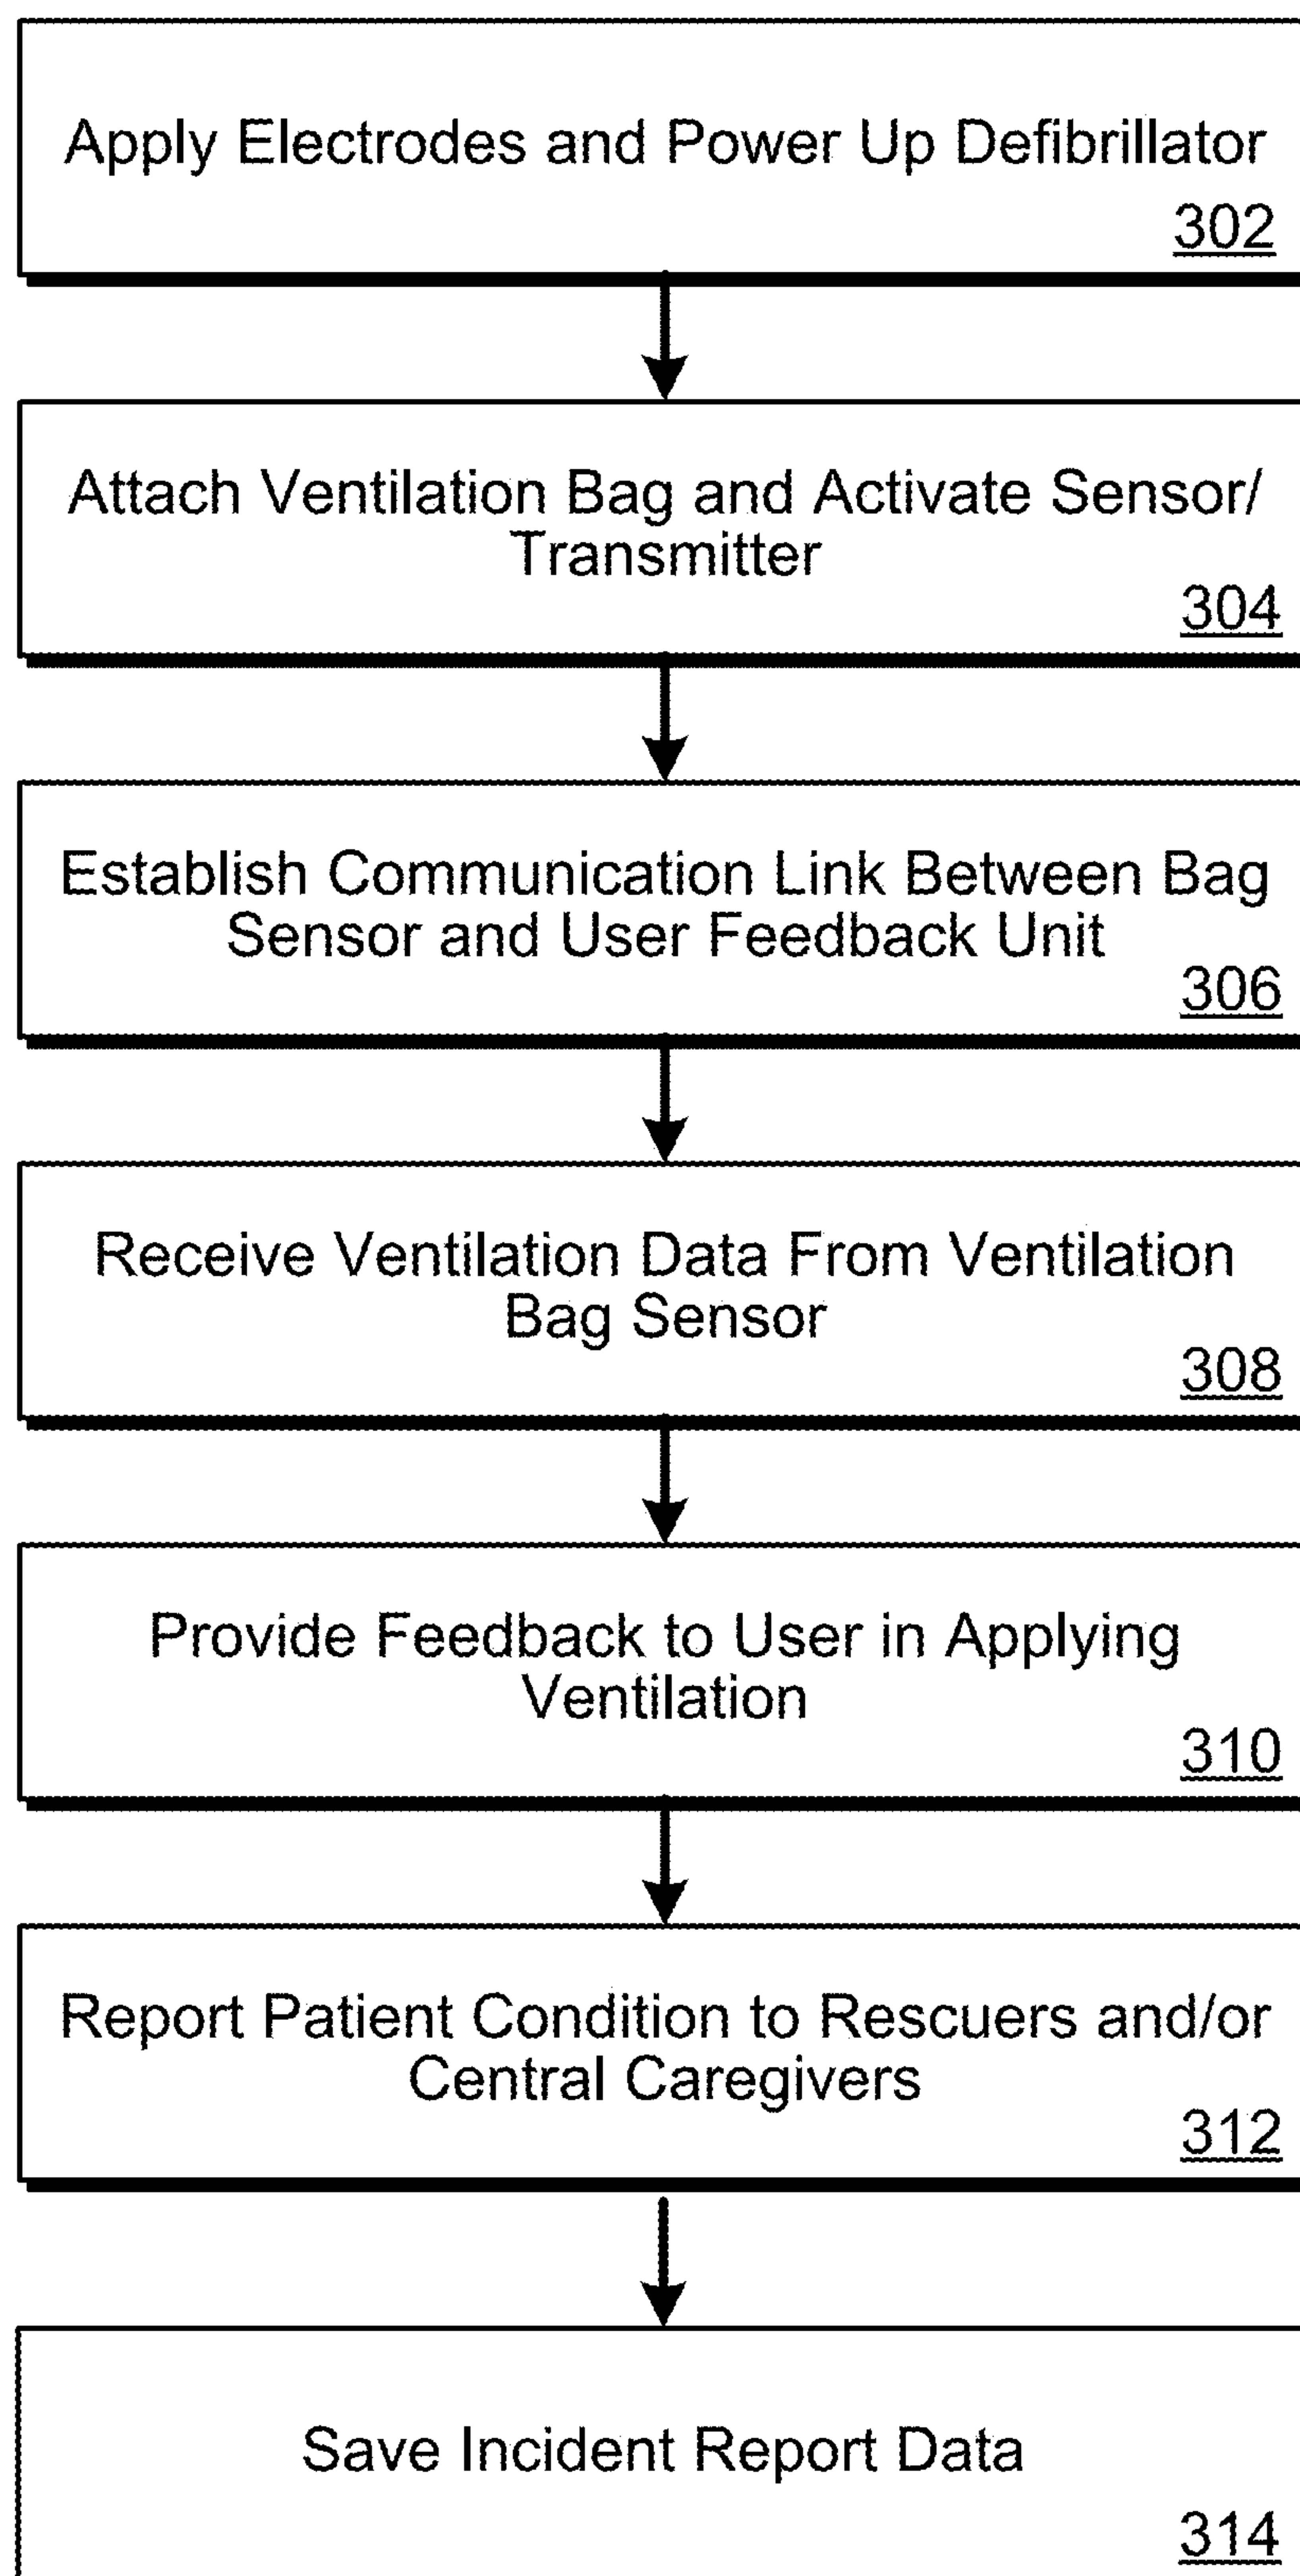 Apply Electrodes and Power Up Defibrillator
302
Attach Ventilation Bag and Activate Sensor/
Transmitter
304
Establish Communication Link Between Bag
Sensor and User Feedback Unit
306
Receive Ventilation Data From Ventilation
Bag Sensor
308
Provide Feedback to User in Applying
Ventilation
310
Report Patient Condition to Rescuers and/or
Central Caregivers
312
Save Incident Report Data
314